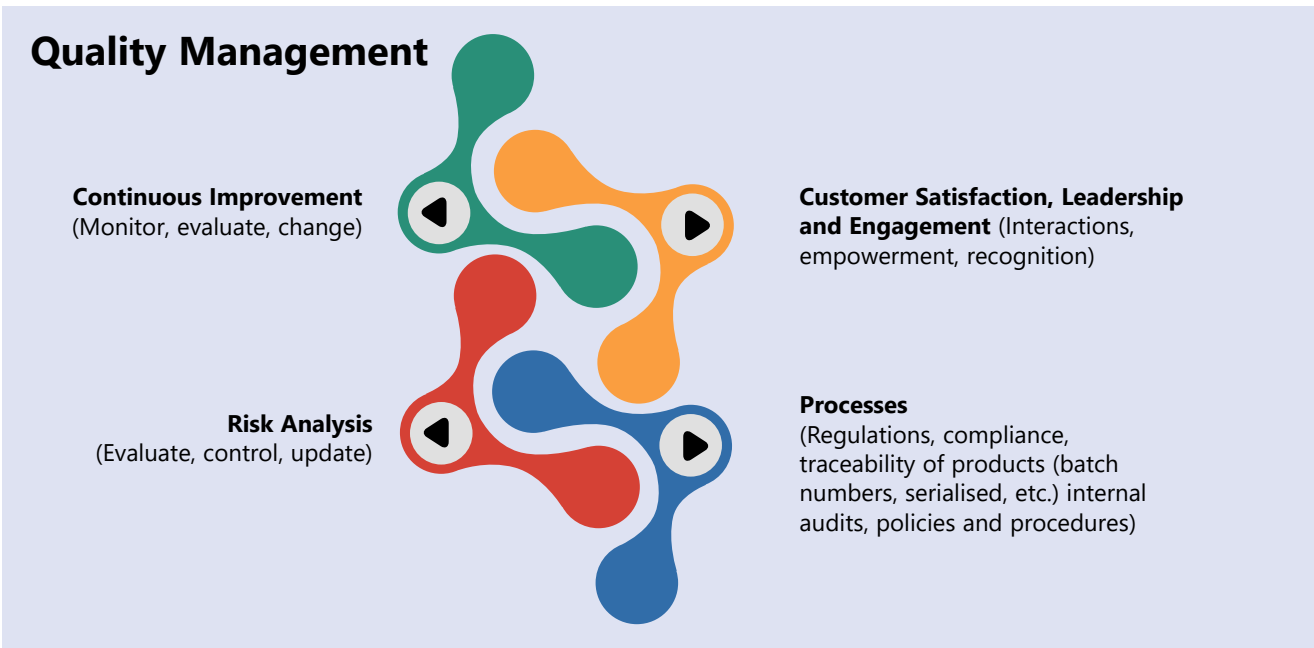 Quality Management
Continuous Improvement
(Monitor, evaluate, change)
Customer Satisfaction, Leadership
and Engagement (Interactions,
empowerment, recognition)
Risk Analysis
(Evaluate, control, update)
Processes
(Regulations, compliance,
traceability of products (batch
numbers, serialised, etc.) internal
audits, policies and procedures)